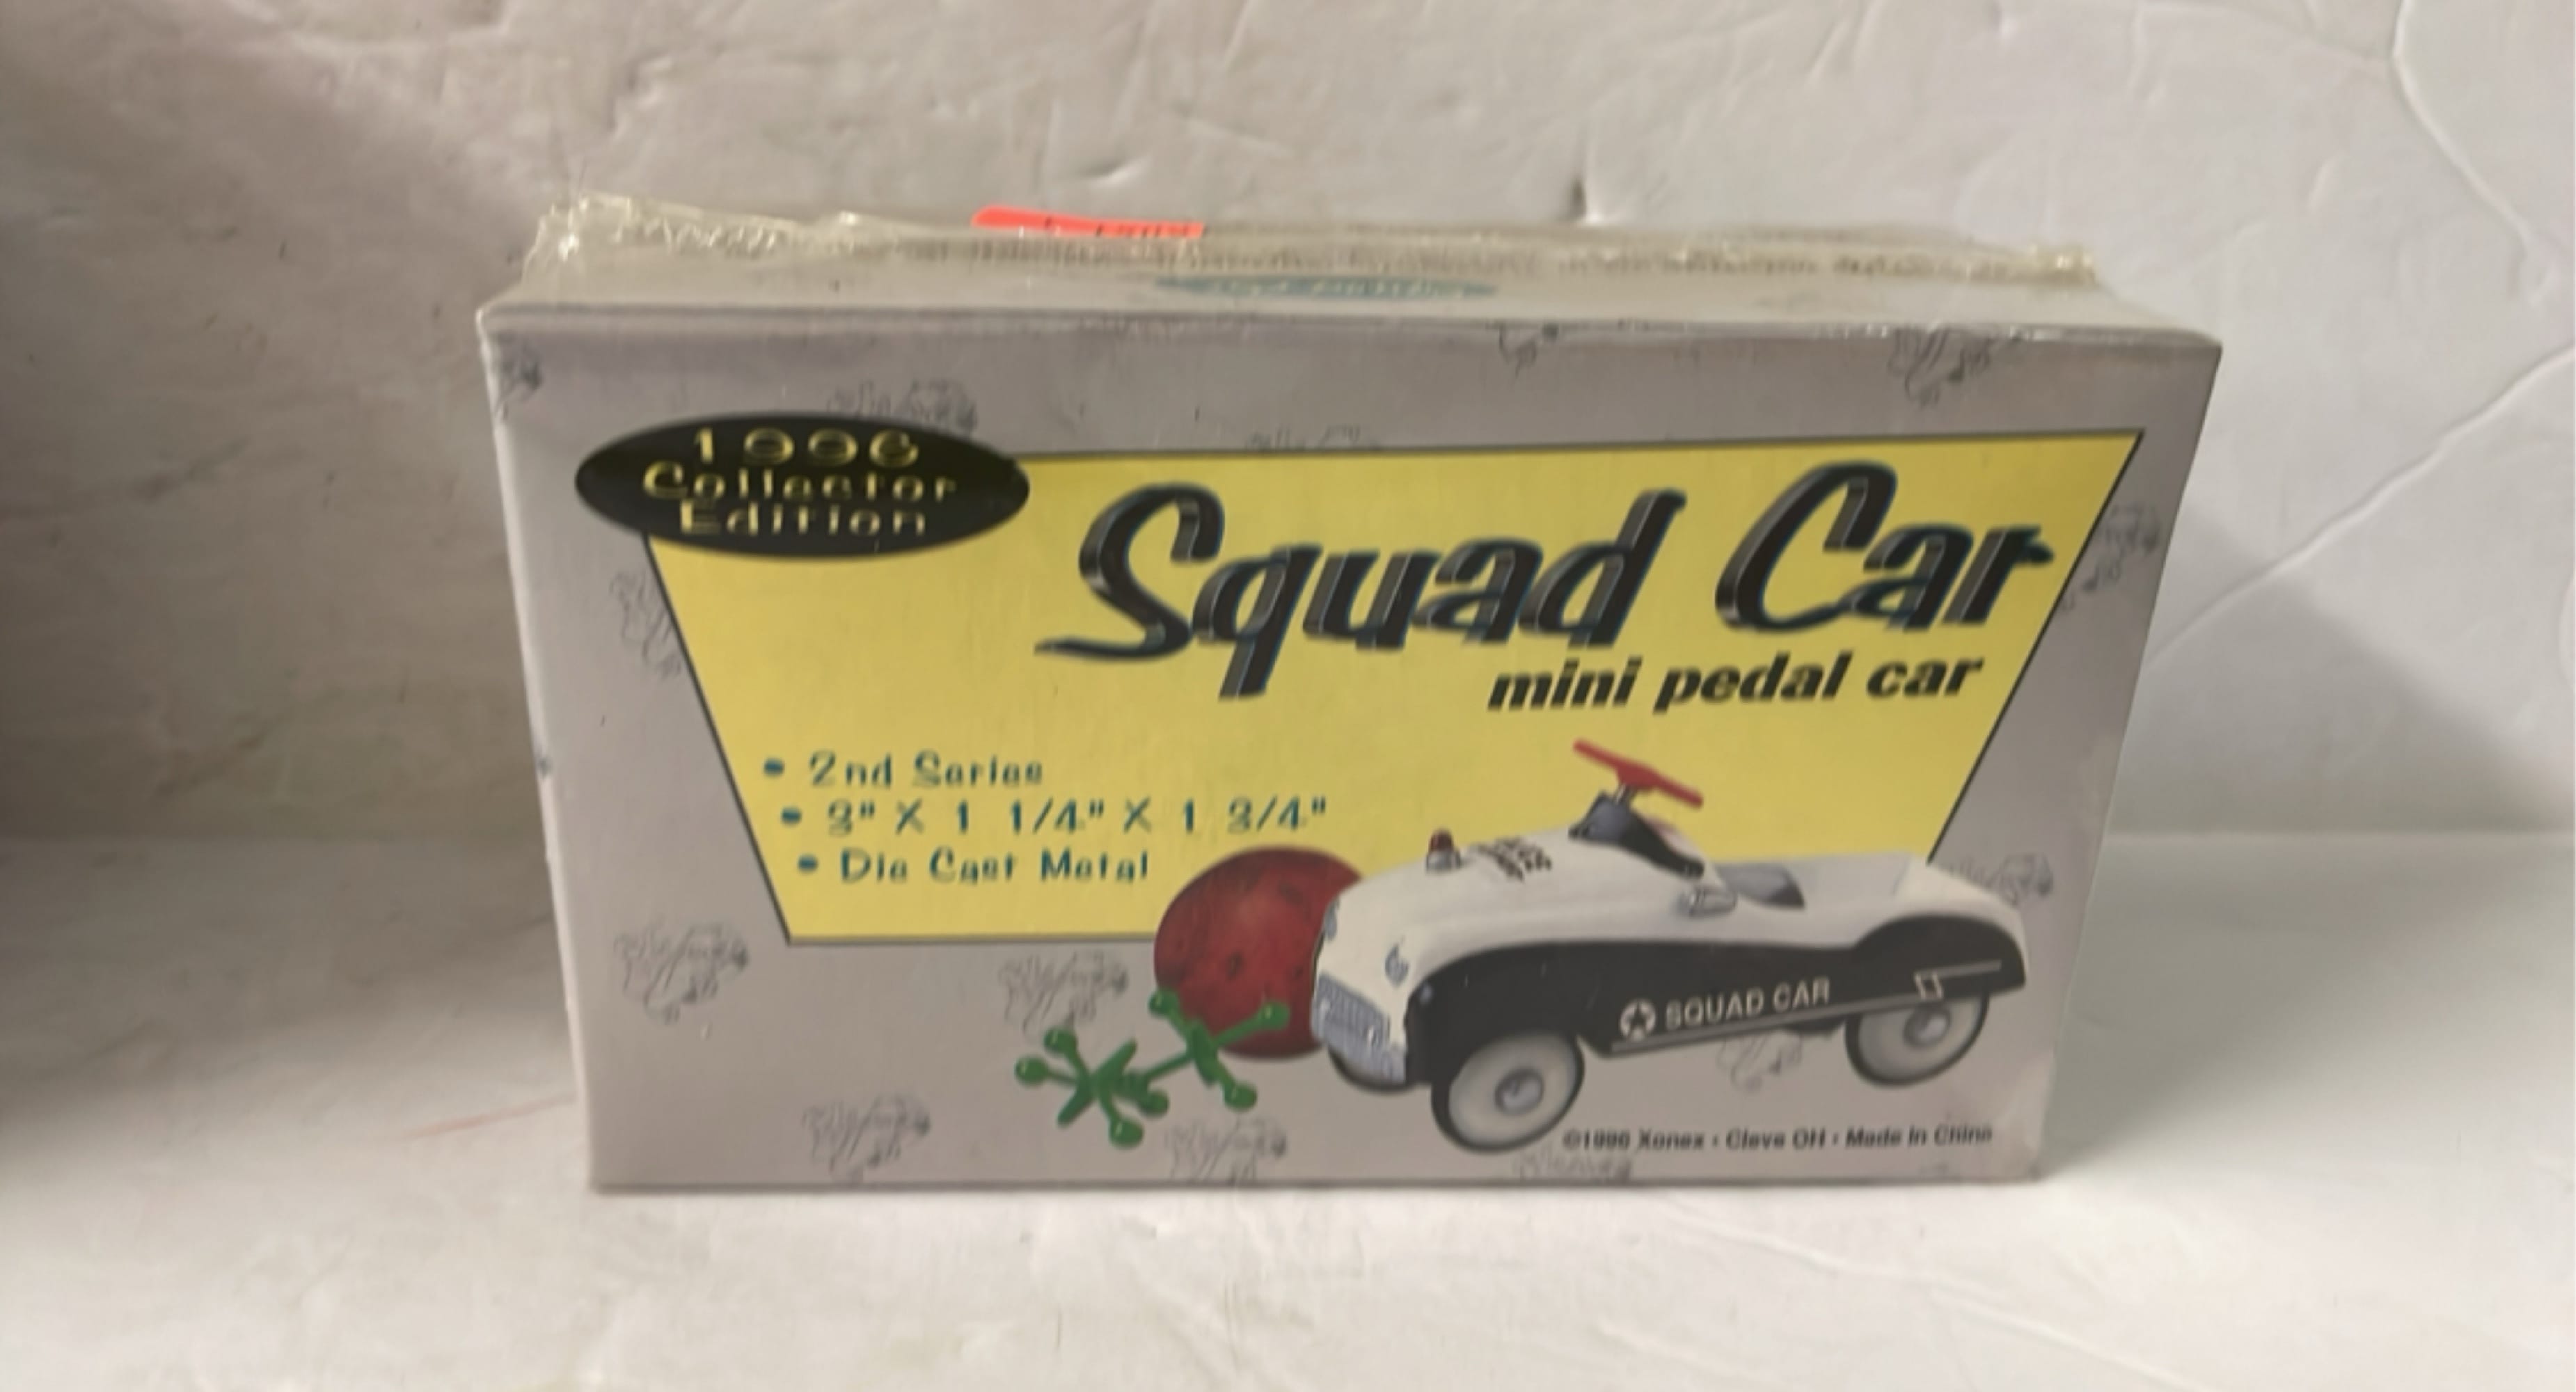 1996
Collector
Edition
Squad Car
mini pedal car
• 2nd Series
• 3" X 1 1/4" X 1 3/4"
• Die Cast Metal
SQUAD CAR
©1996 Xonex • Cleve OH • Made in China